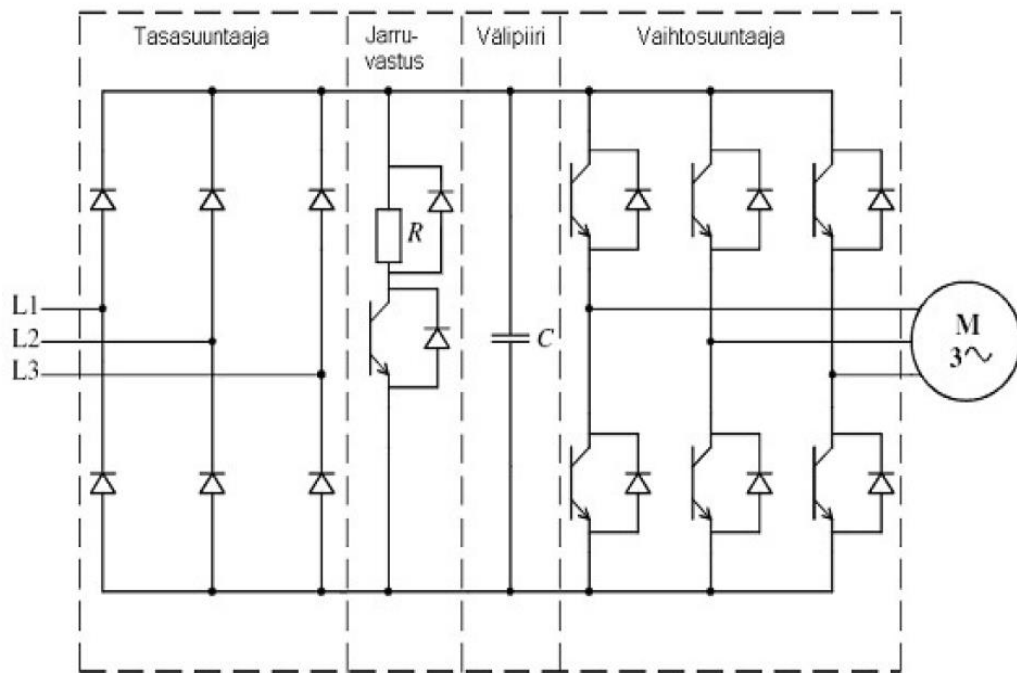 Tasasuuntaaja
Jarru-
vastus
Välipiiri
Vaihtosuuntaaja
R
L1
L2
L3
C
M
3∿